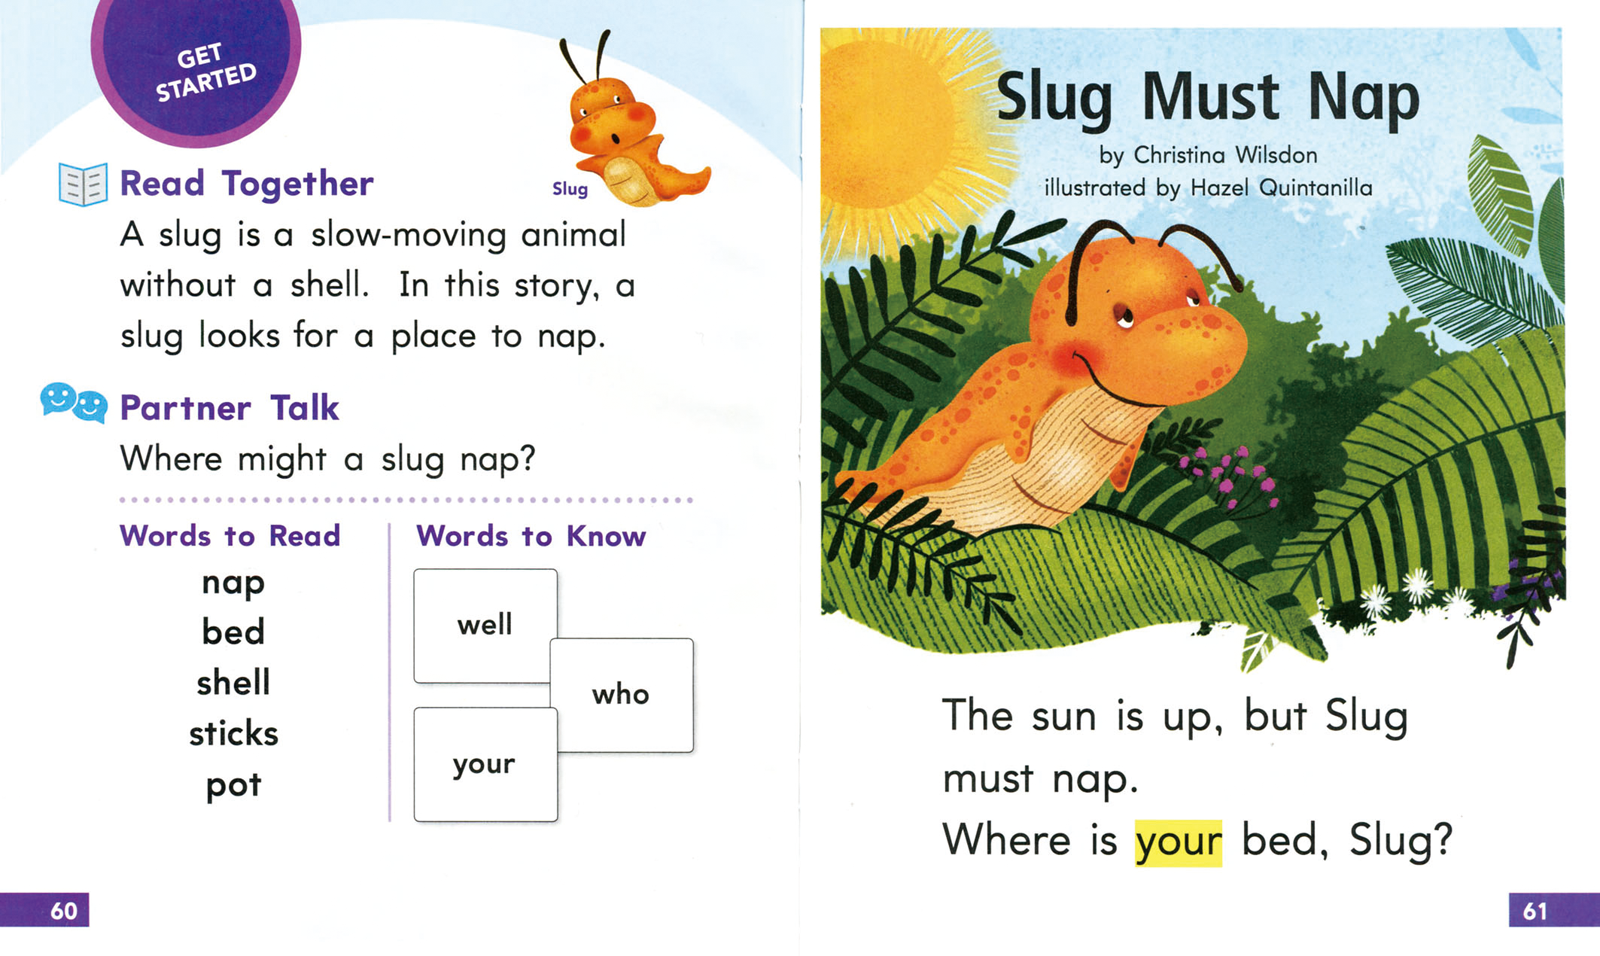 GET
STARTED
Slug
Read Together
A slug is a slow-moving animal
without a shell. In this story, a
slug looks for a place to nap.
Partner Talk
Where might a slug nap?
Words to Read
nap
bed
shell
sticks
pot
Words to Know
well
who
your
60
Slug Must Nap
by Christina Wilsdon
illustrated by Hazel Quintanilla
The sun is up, but Slug
must nap.
Where is your bed, Slug?
61